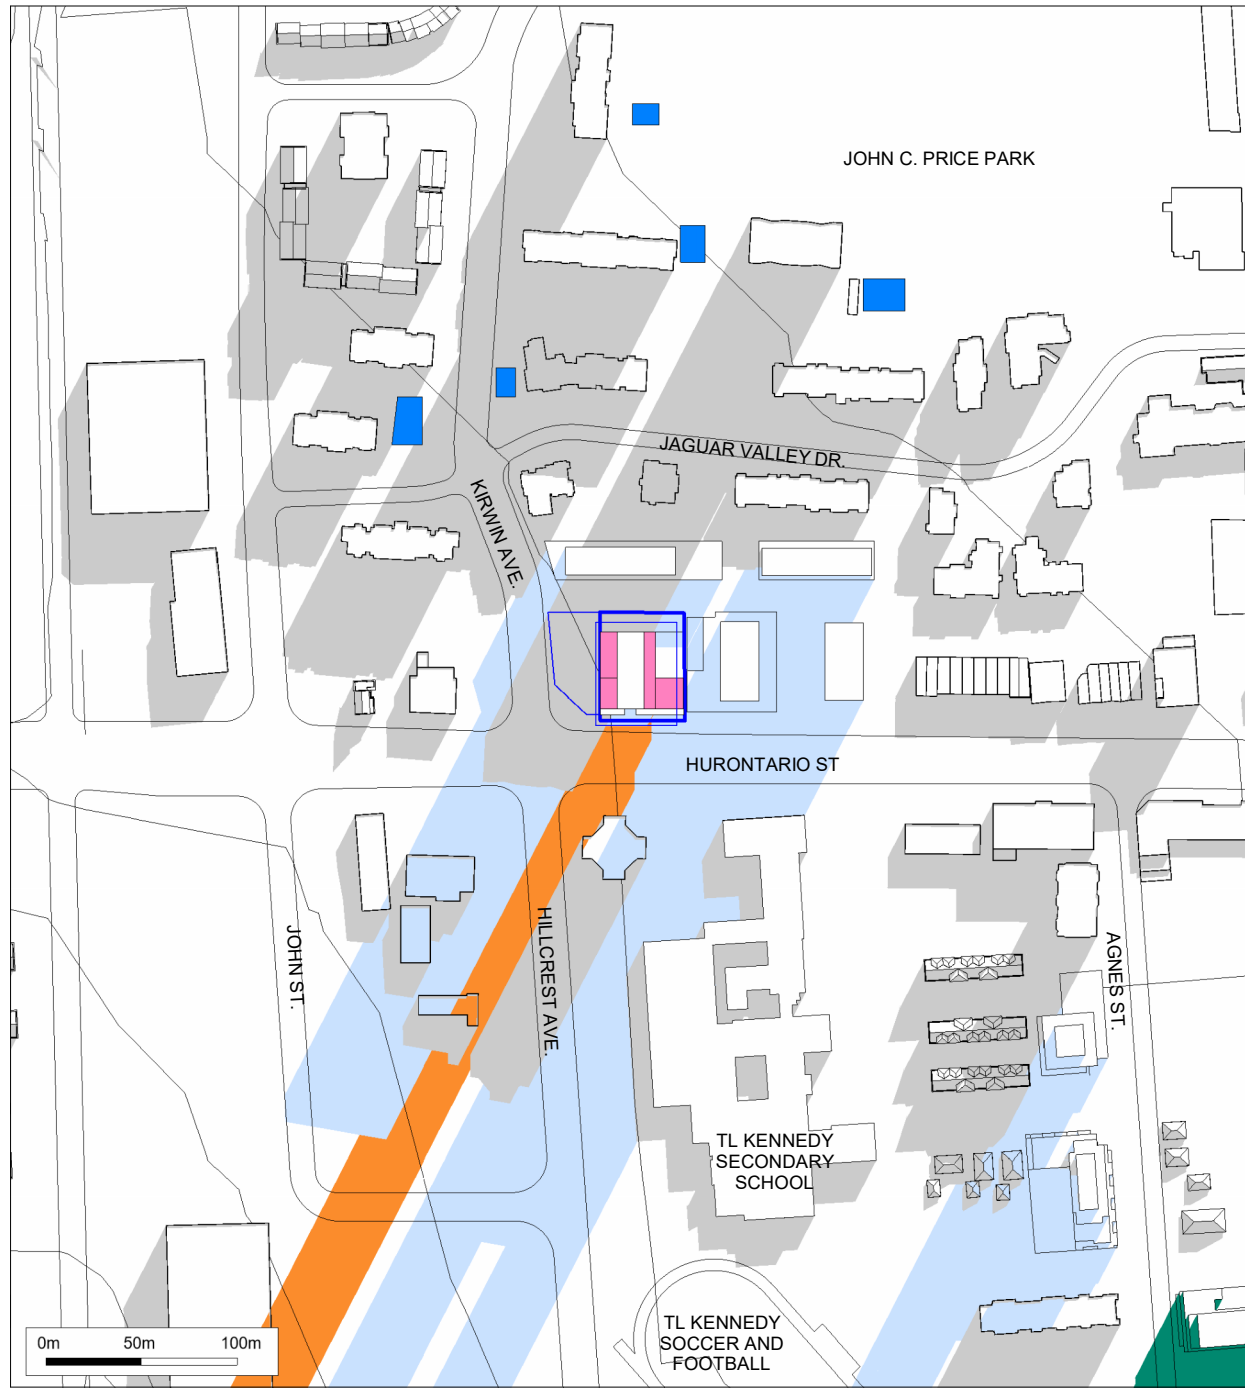 JOHN C. PRICE PARK
JAGUAR VALLEY DR.
KIRWIN AVE.
HURONTARIO ST
JOHN ST.
HILLCREST AVE.
AGNES ST.
TL KENNEDY
SECONDARY
SCHOOL
TL KENNEDY
SOCCER AND
FOOTBALL
0m 50m 100m